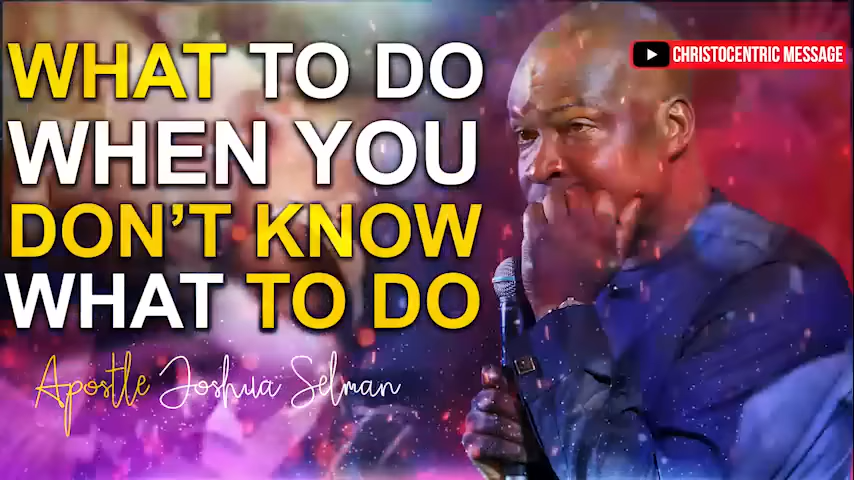 WHAT TO DO
WHEN YOU
DON'T KNOW
WHAT TO DO
Apostle Joshua Selman
CHRISTOCENTRIC MESSAGE